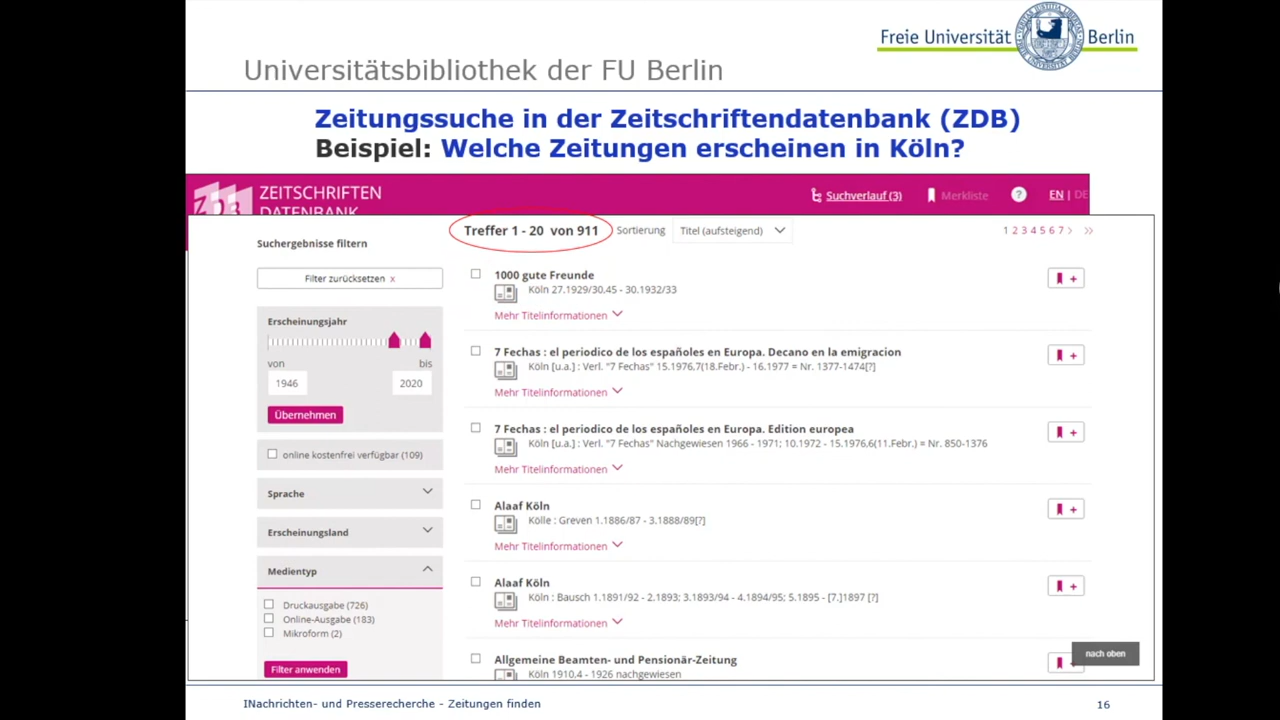 Freie Universität Berlin
Universitätsbibliothek der FU Berlin
Zeitungssuche in der Zeitschriftendatenbank (ZDB)
Beispiel: Welche Zeitungen erscheinen in Köln?
ZDB ZEITSCHRIFTEN
DATENBANK
Suchverlauf (3) Merkliste ? EN | DE
Treffer 1 - 20 von 911 Sortierung Titel (aufsteigend) 1 2 3 4 5 6 7 > >>
Suchergebnisse filtern
Filter zurücksetzen x
Erscheinungsjahr
von bis
1946 2020
Übernehmen
online kostenfrei verfügbar (109)
Sprache
Erscheinungsland
Medientyp
Druckausgabe (726)
Online-Ausgabe (183)
Mikroform (2)
Filter anwenden
1000 gute Freunde
Köln 27.1929/30,45 - 30.1932/33
Mehr Titelinformationen
7 Fechas : el periodico de los españoles en Europa. Decano en la emigracion
Köln [u.a.] : Verl. "7 Fechas" 15.1976,7(18.Febr.) - 16.1977 = Nr. 1377-1474[?]
Mehr Titelinformationen
7 Fechas : el periodico de los españoles en Europa. Edition europea
Köln [u.a.] : Verl. "7 Fechas" Nachgewiesen 1966 - 1971; 10.1972 - 15.1976,6(11.Febr.) = Nr. 850-1376
Mehr Titelinformationen
Alaaf Köln
Kölle : Greven 1.1886/87 - 3.1888/89[?]
Mehr Titelinformationen
Alaaf Köln
Köln : Bausch 1.1891/92 - 2.1893; 3.1893/94 - 4.1894/95; 5.1895 - [7.]1897 [?]
Mehr Titelinformationen
Allgemeine Beamten- und Pensionär-Zeitung
Köln 1910,4 - 1926 nachgewiesen
nach oben
INachrichten- und Presserecherche - Zeitungen finden 16